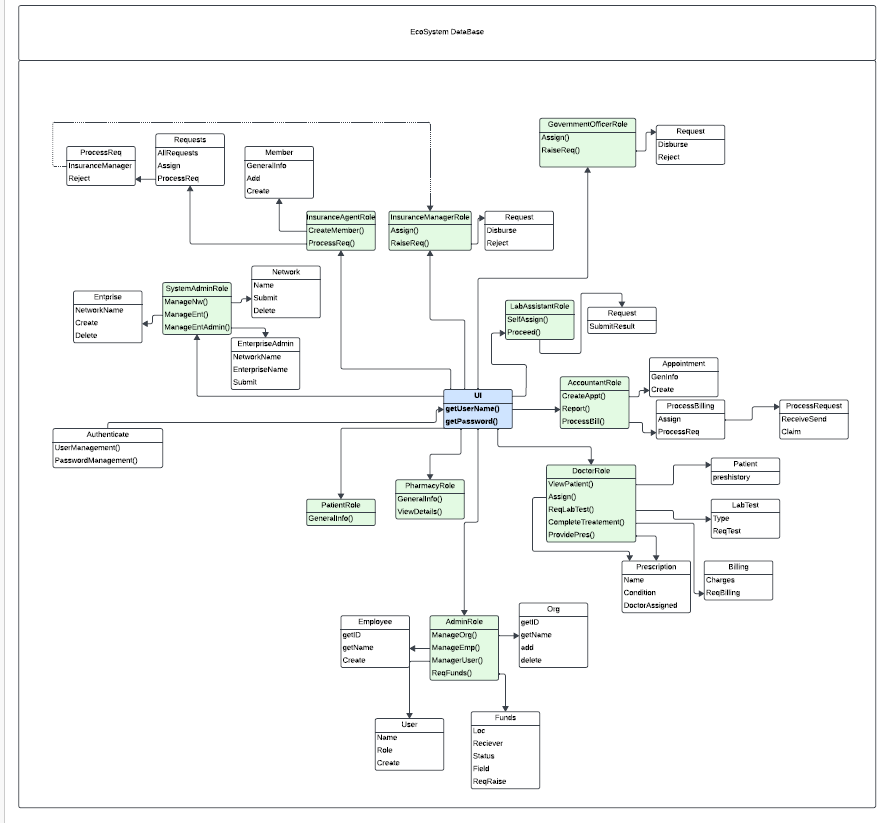 EcoSystem DataBase
GovernmentOfficerRole
Assign()
RaiseReq()
Request
Disburse
Reject
Requests
AllRequests
Assign
ProcessReq
ProcessReq
InsuranceManager
Reject
Member
GeneralInfo
Add
Create
InsuranceAgentRole
CreateMember()
ProcessReq()
InsuranceManagerRole
Assign()
RaiseReq()
Request
Disburse
Reject
Network
Name
Submit
Delete
SystemAdminRole
ManageNw()
ManageEnt()
ManageEntAdmin()
Entprise
NetworkName
Create
Delete
EnterpriseAdmin
NetworkName
EnterpriseName
Submit
LabAssistantRole
SelfAssign()
Proceed()
Request
SubmitResult
Appointment
GenInfo
Create
AccountantRole
CreateAppt()
Report()
ProcessBill()
UI
getUserName()
getPassword()
ProcessBilling
Assign
ProcessReq
ProcessRequest
ReceiveSend
Claim
Authenticate
UserManagement()
PasswordManagement()
Patient
prehistory
DoctorRole
ViewPatient()
Assign()
ReqLabTest()
CompleteTreatement()
ProvidePres()
PharmacyRole
GeneralInfo()
ViewDetails()
PatientRole
GeneralInfo()
LabTest
Type
ReqTest
Prescription
Name
Condition
DoctorAssigned
Billing
Charges
ReqBilling
Org
getID
getName
add
delete
Employee
getID
getName
Create
AdminRole
ManageOrg()
ManageEmp()
ManagerUser()
ReqFunds()
User
Name
Role
Create
Funds
Loc
Reciever
Status
Field
ReqRaise